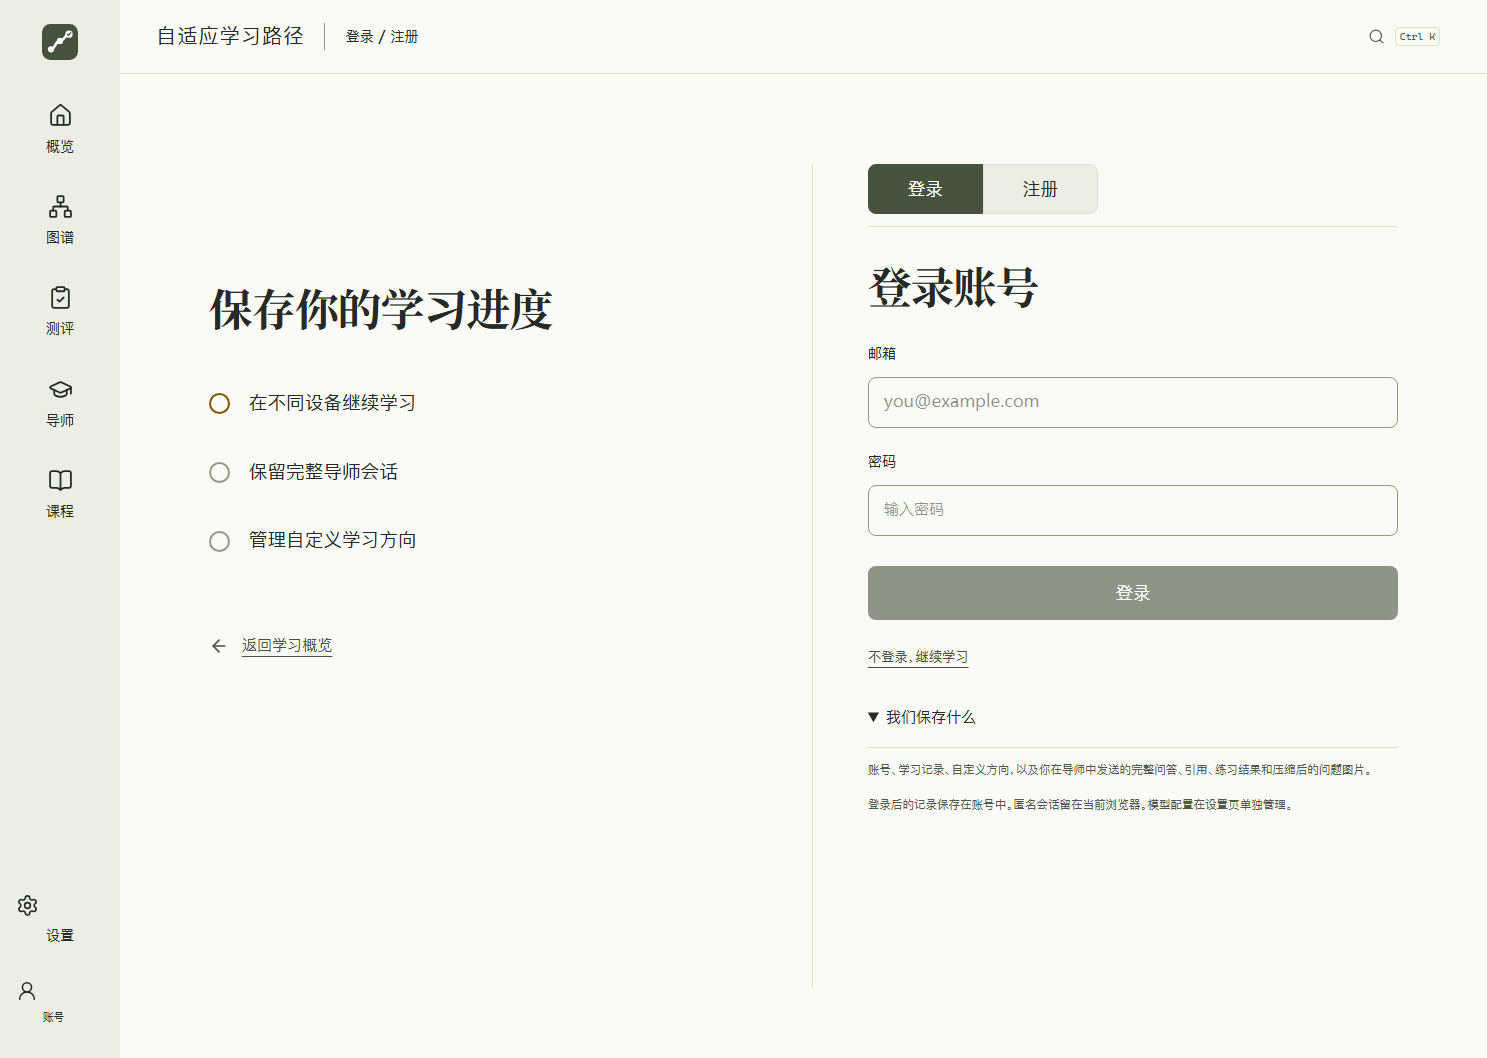 自适应学习路径
登录 / 注册
Ctrl K
概览
图谱
测评
导师
课程
设置
账号
保存你的学习进度
在不同设备继续学习
保留完整导师会话
管理自定义学习方向
返回学习概览
登录
注册
登录账号
邮箱
you@example.com
密码
输入密码
登录
不登录，继续学习
▼ 我们保存什么
账号、学习记录、自定义方向，以及你在导师中发送的完整问答、引用、练习结果和压缩后的问题图片。
登录后的记录保存在账号中。匿名会话留在当前浏览器。模型配置在设置页单独管理。